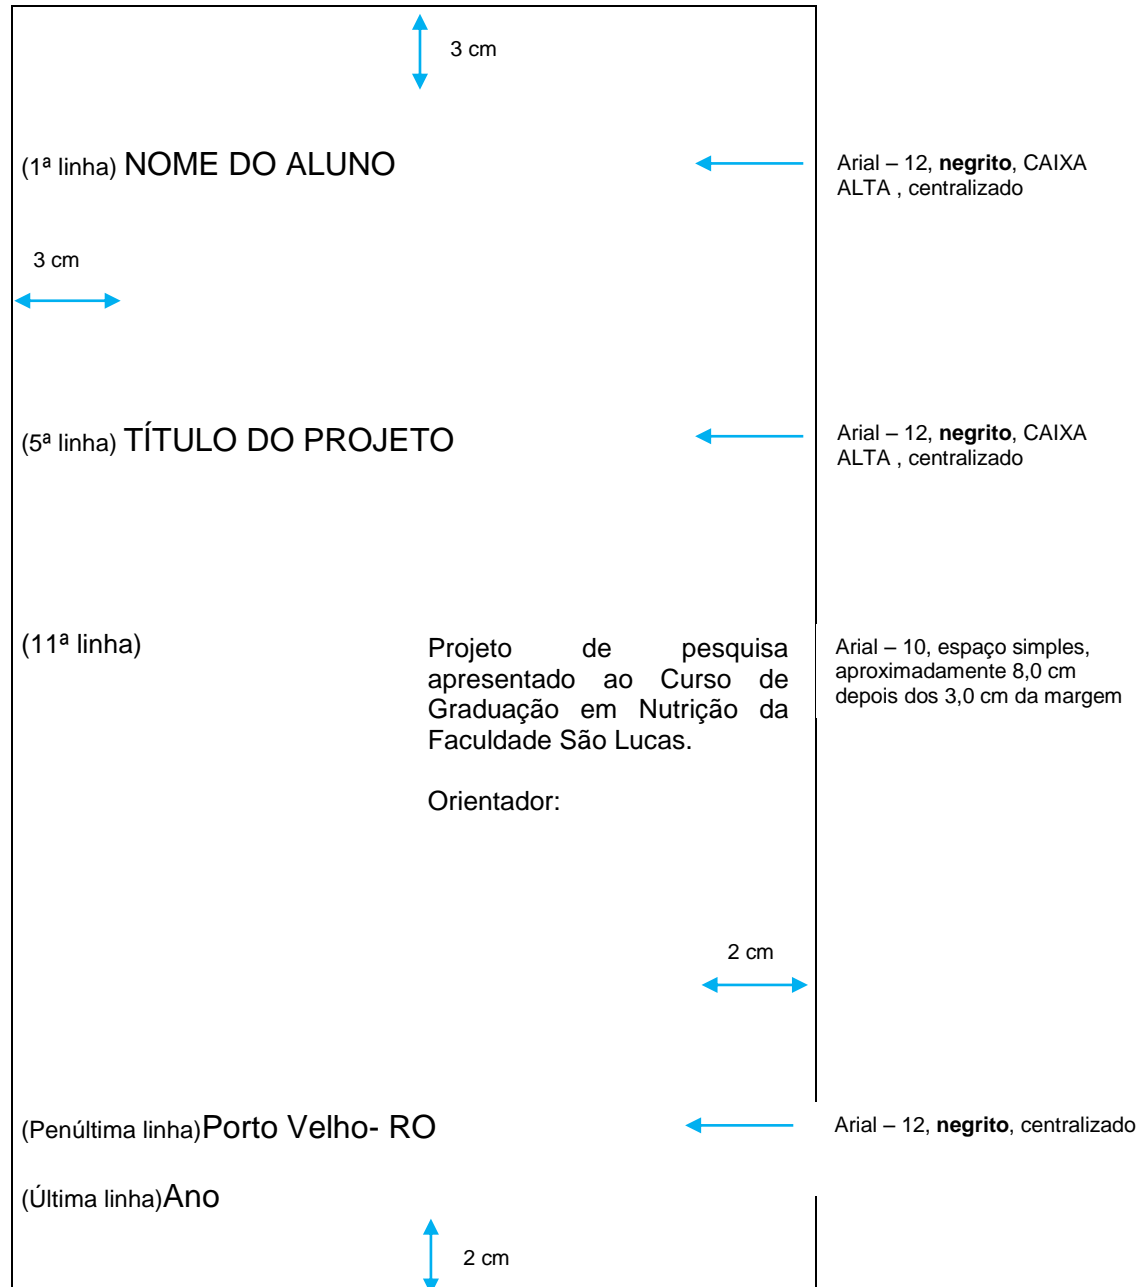 3 cm
(1ª linha) NOME DO ALUNO
Arial – 12, negrito, CAIXA
ALTA , centralizado
3 cm
(5ª linha) TÍTULO DO PROJETO
Arial – 12, negrito, CAIXA
ALTA , centralizado
(11ª linha)
Projeto de pesquisa
apresentado ao Curso de
Graduação em Nutrição da
Faculdade São Lucas.
Orientador:
Arial – 10, espaço simples,
aproximadamente 8,0 cm
depois dos 3,0 cm da margem
2 cm
(Penúltima linha)Porto Velho- RO
Arial – 12, negrito, centralizado
(Última linha)Ano
2 cm